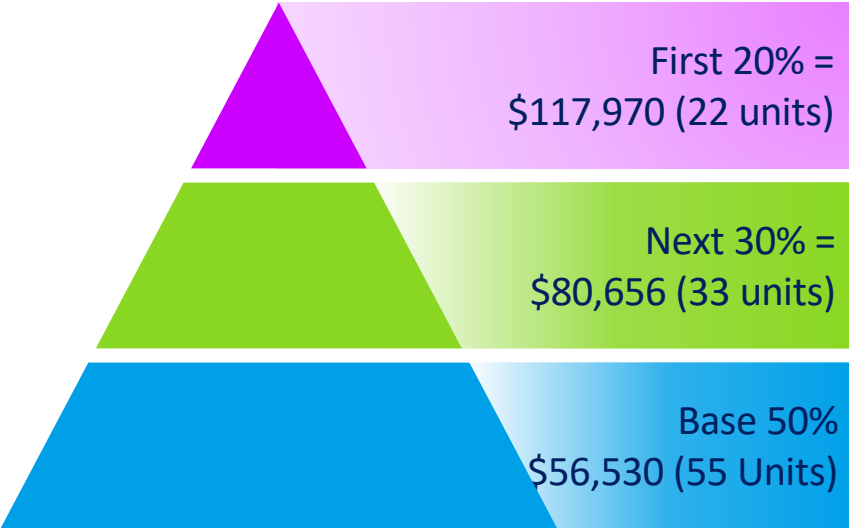 First 20% =
$117,970 (22 units)
Next 30% =
$80,656 (33 units)
Base 50%
$56,530 (55 Units)